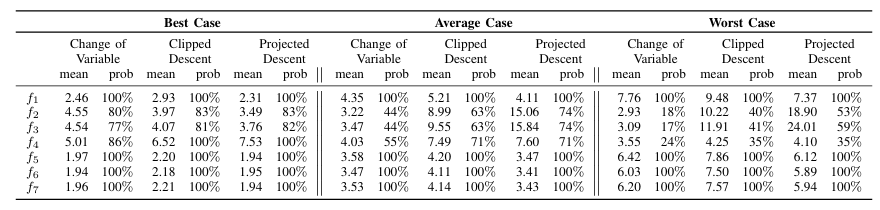 Best Case Average Case Worst Case
Change of Clipped Projected Change of Clipped Projected Change of Clipped Projected
Variable Descent Descent Variable Descent Descent Variable Descent Descent
mean prob mean prob mean prob mean prob mean prob mean prob mean prob mean prob mean prob
f1 2.46 100% 2.93 100% 2.31 100% 4.35 100% 5.21 100% 4.11 100% 7.76 100% 9.48 100% 7.37 100%
f2 4.55 80% 3.97 83% 3.49 83% 3.22 44% 8.99 63% 15.06 74% 2.93 18% 10.22 40% 18.90 53%
f3 4.54 77% 4.07 81% 3.76 82% 3.47 44% 9.55 63% 15.84 74% 3.09 17% 11.91 41% 24.01 59%
f4 5.01 86% 6.52 100% 7.53 100% 4.03 55% 7.49 71% 7.60 71% 3.55 24% 4.25 35% 4.10 35%
f5 1.97 100% 2.20 100% 1.94 100% 3.58 100% 4.20 100% 3.47 100% 6.42 100% 7.86 100% 6.12 100%
f6 1.94 100% 2.18 100% 1.95 100% 3.47 100% 4.11 100% 3.41 100% 6.03 100% 7.50 100% 5.89 100%
f7 1.96 100% 2.21 100% 1.94 100% 3.53 100% 4.14 100% 3.43 100% 6.20 100% 7.57 100% 5.94 100%